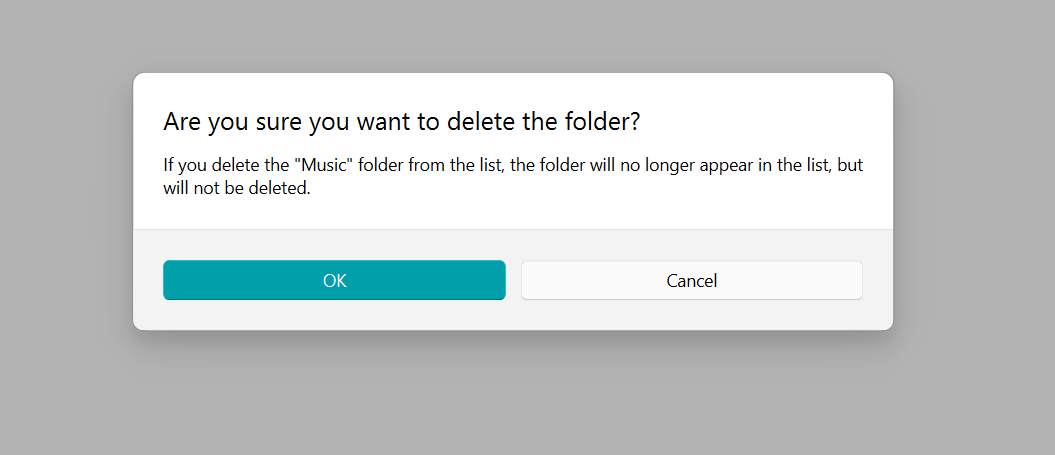 Are you sure you want to delete the folder?
If you delete the "Music" folder from the list, the folder will no longer appear in the list, but
will not be deleted.
OK
Cancel